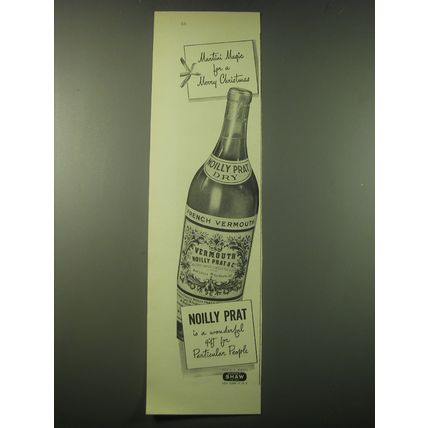 Martini Magic
for a
Merry Christmas
NOILLY PRAT
DRY
FRENCH VERMOUTH
VERMOUTH
NOILLY PRAT & C
NOILLY PRAT
is a wonderful
gift for
Particular People
SHAW